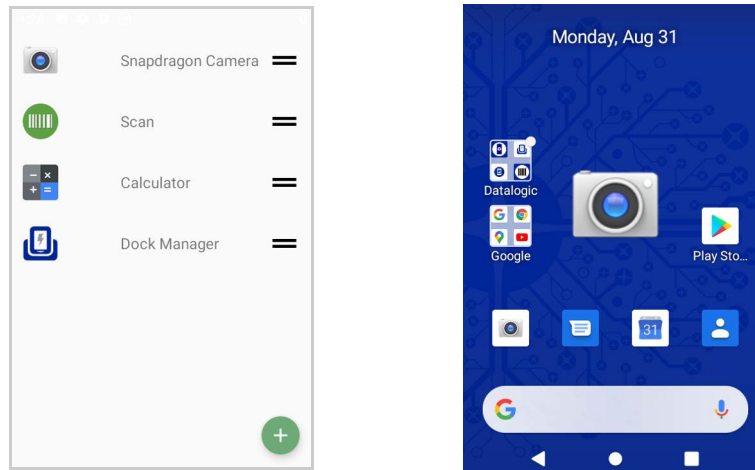 Snapdragon Camera
Scan
Calculator
Dock Manager
Monday, Aug 31
Datalogic
Google
Play Sto...
31